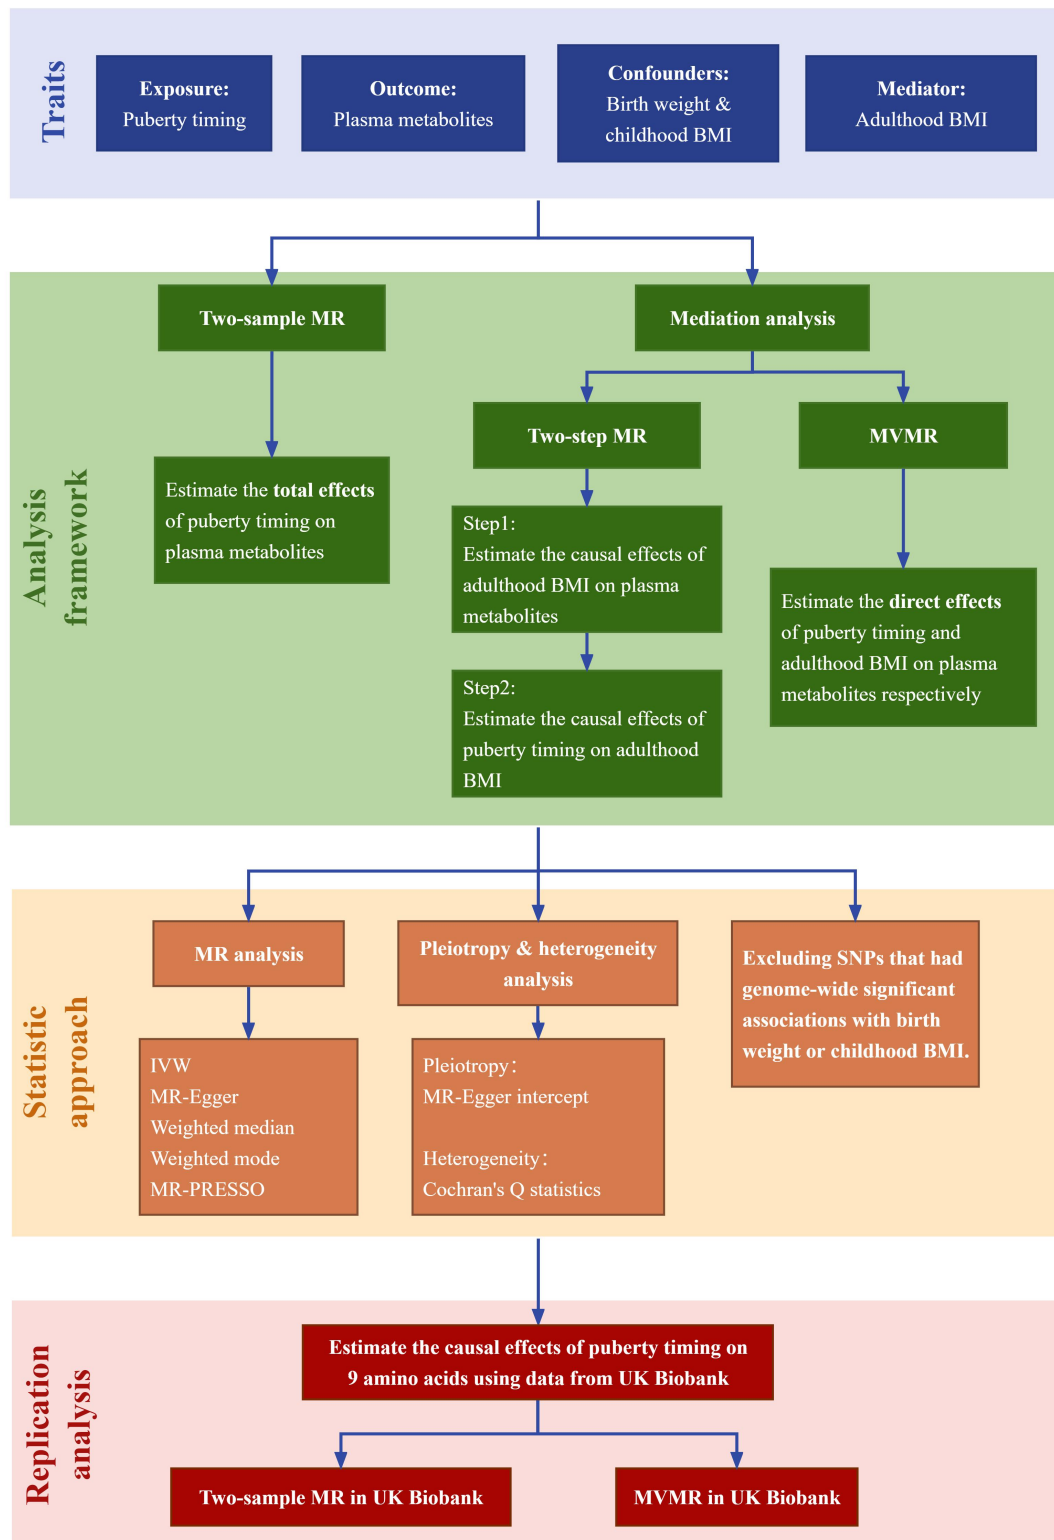 Traits
Exposure:
Puberty timing
Outcome:
Plasma metabolites
Confounders:
Birth weight &
childhood BMI
Mediator:
Adulthood BMI
Analysis
framework
Two-sample MR
Mediation analysis
Two-step MR
MVMR
Estimate the total effects
of puberty timing on
plasma metabolites
Step1:
Estimate the causal effects of
adulthood BMI on plasma
metabolites
Step2:
Estimate the causal effects of
puberty timing on adulthood
BMI
Estimate the direct effects
of puberty timing and
adulthood BMI on plasma
metabolites respectively
Statistic
approach
MR analysis
IVW
MR-Egger
Weighted median
Weighted mode
MR-PRESSO
Pleiotropy & heterogeneity
analysis
Pleiotropy:
MR-Egger intercept
Heterogeneity:
Cochran's Q statistics
Excluding SNPs that had
genome-wide significant
associations with birth
weight or childhood BMI.
Replication
analysis
Estimate the causal effects of puberty timing on
9 amino acids using data from UK Biobank
Two-sample MR in UK Biobank
MVMR in UK Biobank